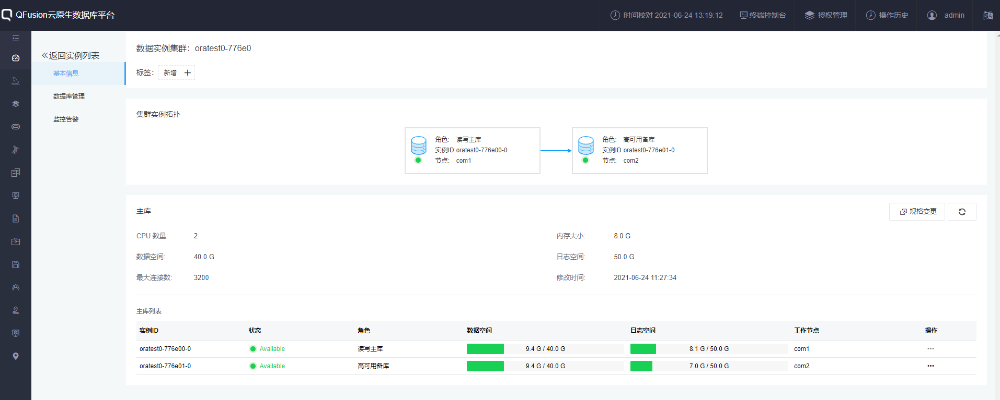 QFusion云原生数据库平台
时间校对 2021-06-24 13:19:12
终端控制台
授权管理
操作历史
admin
«返回实例列表
基本信息
数据库管理
监控告警
数据实例集群：oratest0-776e0
标签：
新增 +
集群实例拓扑
角色: 读写主库
实例ID:oratest0-776e00-0
节点: com1
角色: 高可用备库
实例ID:oratest0-776e01-0
节点: com2
主库
规格变更
CPU 数量: 2
内存大小: 8.0 G
数据空间: 40.0 G
日志空间: 50.0 G
最大连接数: 3200
修改时间: 2021-06-24 11:27:34
主库列表
实例ID 状态 角色 数据空间 日志空间 工作节点 操作
oratest0-776e00-0 Available 读写主库 9.4 G / 40.0 G 8.1 G / 50.0 G com1 ···
oratest0-776e01-0 Available 高可用备库 9.4 G / 40.0 G 7.0 G / 50.0 G com2 ···